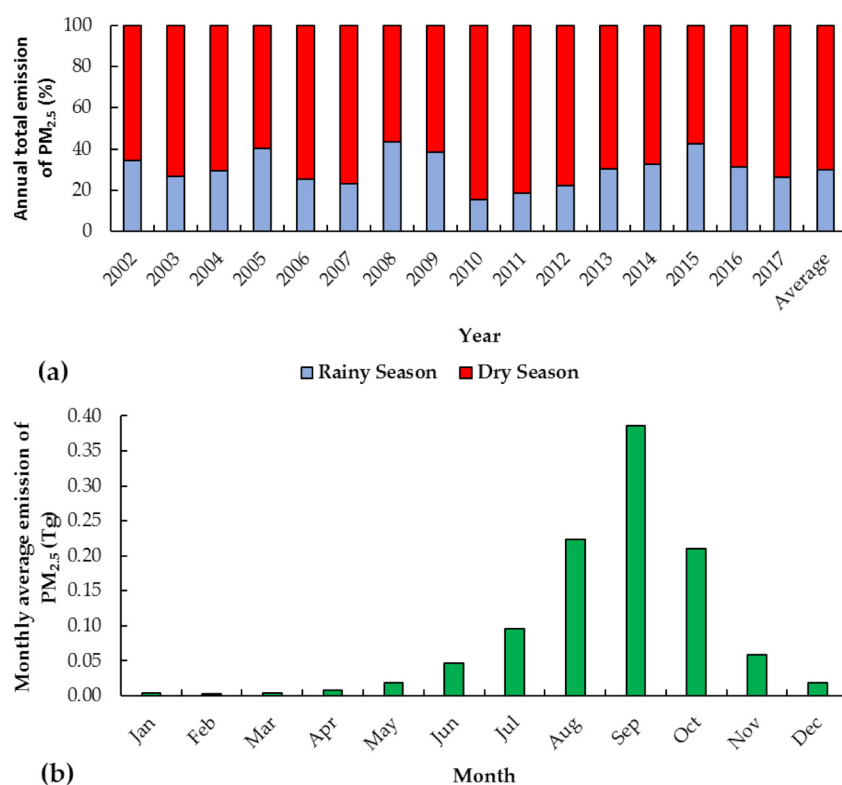 Annual total emission
of PM2.5 (%)
100
80
60
40
20
0
2002
2003
2004
2005
2006
2007
2008
2009
2010
2011
2012
2013
2014
2015
2016
2017
Average
Year
(a)
Rainy Season Dry Season
Monthly average emission of
PM2.5 (Tg)
0.40
0.35
0.30
0.25
0.20
0.15
0.10
0.05
0.00
Jan
Feb
Mar
Apr
May
Jun
Jul
Aug
Sep
Oct
Nov
Dec
(b)
Month